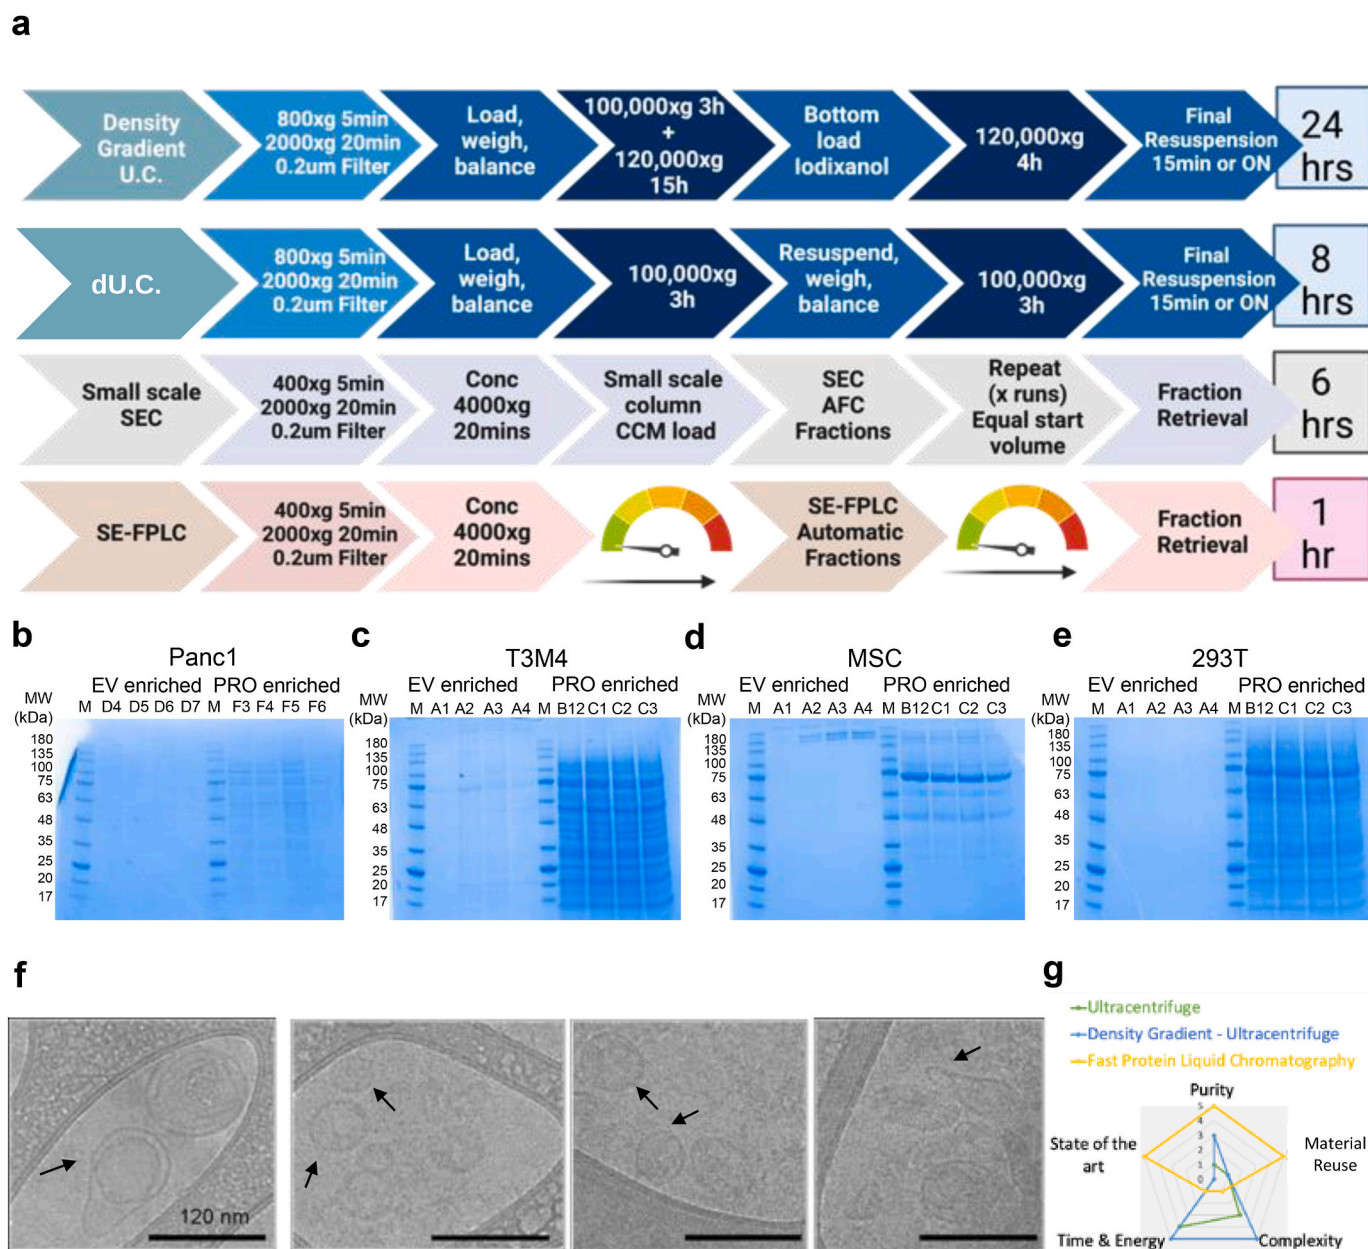 a
Density
Gradient
U.C.
800xg 5min
2000xg 20min
0.2um Filter
Load,
weigh,
balance
100,000xg 3h
+
120,000xg
15h
Bottom
load
Iodixanol
120,000xg
4h
Final
Resuspension
15min or ON
24
hrs
dU.C.
800xg 5min
2000xg 20min
0.2um Filter
Load,
weigh,
balance
100,000xg
3h
Resuspend,
weigh,
balance
100,000xg
3h
Final
Resuspension
15min or ON
8
hrs
Small scale
SEC
400xg 5min
2000xg 20min
0.2um Filter
Conc
4000xg
20mins
Small scale
column
CCM load
SEC
AFC
Fractions
Repeat
(x runs)
Equal start
volume
Fraction
Retrieval
6
hrs
SE-FPLC
400xg 5min
2000xg 20min
0.2um Filter
Conc
4000xg
20mins
SE-FPLC
Automatic
Fractions
Fraction
Retrieval
1
hr
b
Panc1
EV enriched PRO enriched
MW
(kDa)
M D4 D5 D6 D7 M F3 F4 F5 F6
180
135
100
75
63
48
35
25
20
17
c
T3M4
EV enriched PRO enriched
MW
(kDa)
M A1 A2 A3 A4 M B12 C1 C2 C3
180
135
100
75
63
48
35
25
20
17
d
MSC
EV enriched PRO enriched
MW
(kDa)
M A1 A2 A3 A4 M B12 C1 C2 C3
180
135
100
75
63
48
35
25
20
17
e
293T
EV enriched PRO enriched
MW
(kDa)
M A1 A2 A3 A4 M B12 C1 C2 C3
180
135
100
75
63
48
35
25
20
17
f
120 nm
g
Ultracentrifuge
Density Gradient - Ultracentrifuge
Fast Protein Liquid Chromatography
Purity
5
4
3
2
1
0
State of the
art
Material
Reuse
Time & Energy
Complexity